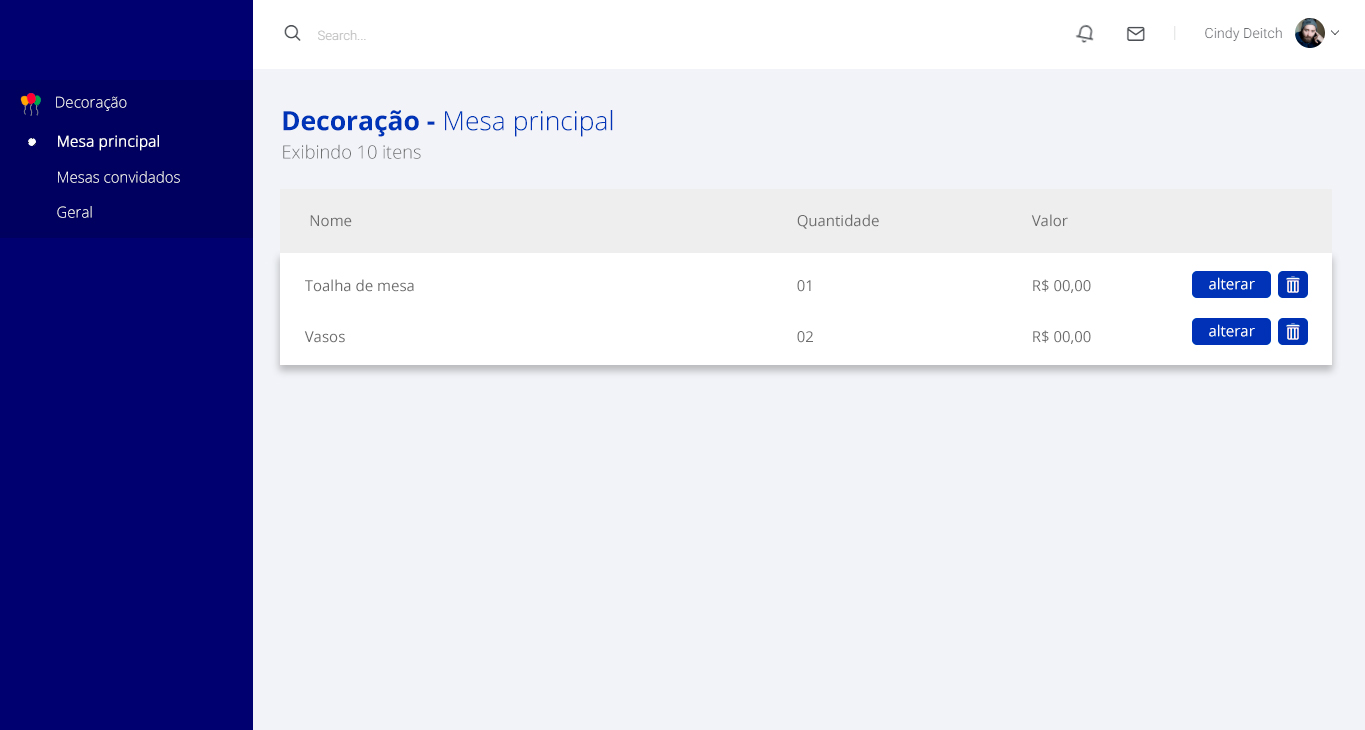 Search...
Cindy Deitch
Decoração
Mesa principal
Mesas convidados
Geral
Decoração - Mesa principal
Exibindo 10 itens
Nome Quantidade Valor
Toalha de mesa 01 R$ 00,00 alterar
Vasos 02 R$ 00,00 alterar